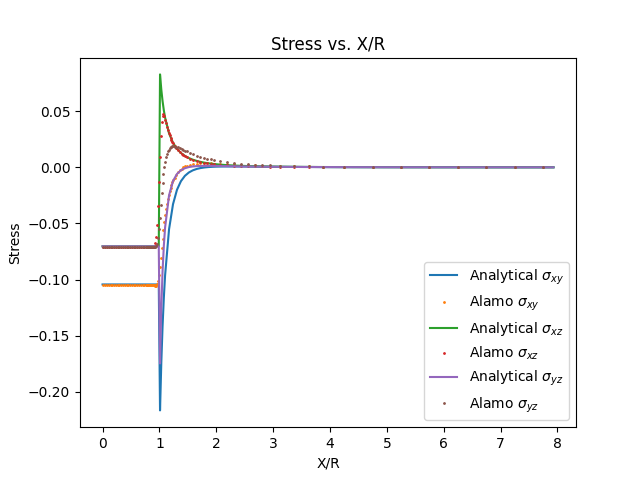 Stress vs. X/R
Stress
0.05
0.00
−0.05
−0.10
−0.15
−0.20
Analytical σxy
Alamo σxy
Analytical σxz
Alamo σxz
Analytical σyz
Alamo σyz
0 1 2 3 4 5 6 7 8
X/R